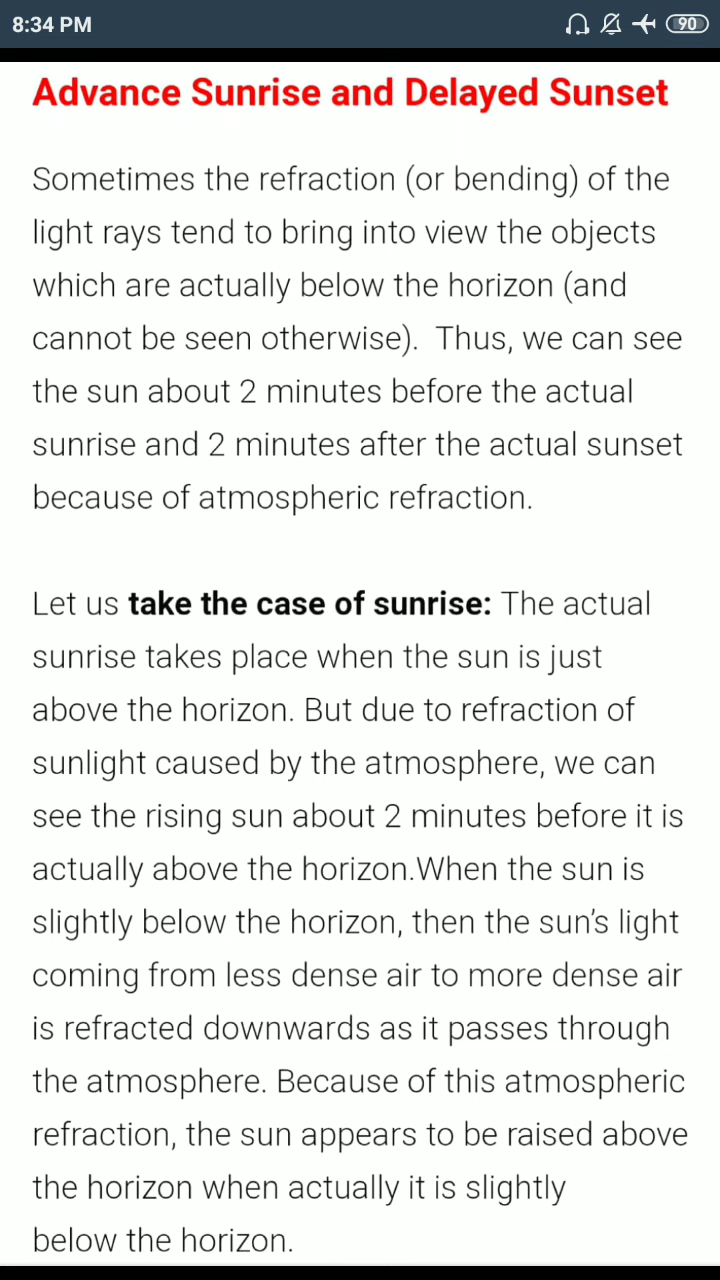 8:34 PM
90
Advance Sunrise and Delayed Sunset
Sometimes the refraction (or bending) of the
light rays tend to bring into view the objects
which are actually below the horizon (and
cannot be seen otherwise).  Thus, we can see
the sun about 2 minutes before the actual
sunrise and 2 minutes after the actual sunset
because of atmospheric refraction.
Let us take the case of sunrise: The actual
sunrise takes place when the sun is just
above the horizon. But due to refraction of
sunlight caused by the atmosphere, we can
see the rising sun about 2 minutes before it is
actually above the horizon.When the sun is
slightly below the horizon, then the sun’s light
coming from less dense air to more dense air
is refracted downwards as it passes through
the atmosphere. Because of this atmospheric
refraction, the sun appears to be raised above
the horizon when actually it is slightly
below the horizon.